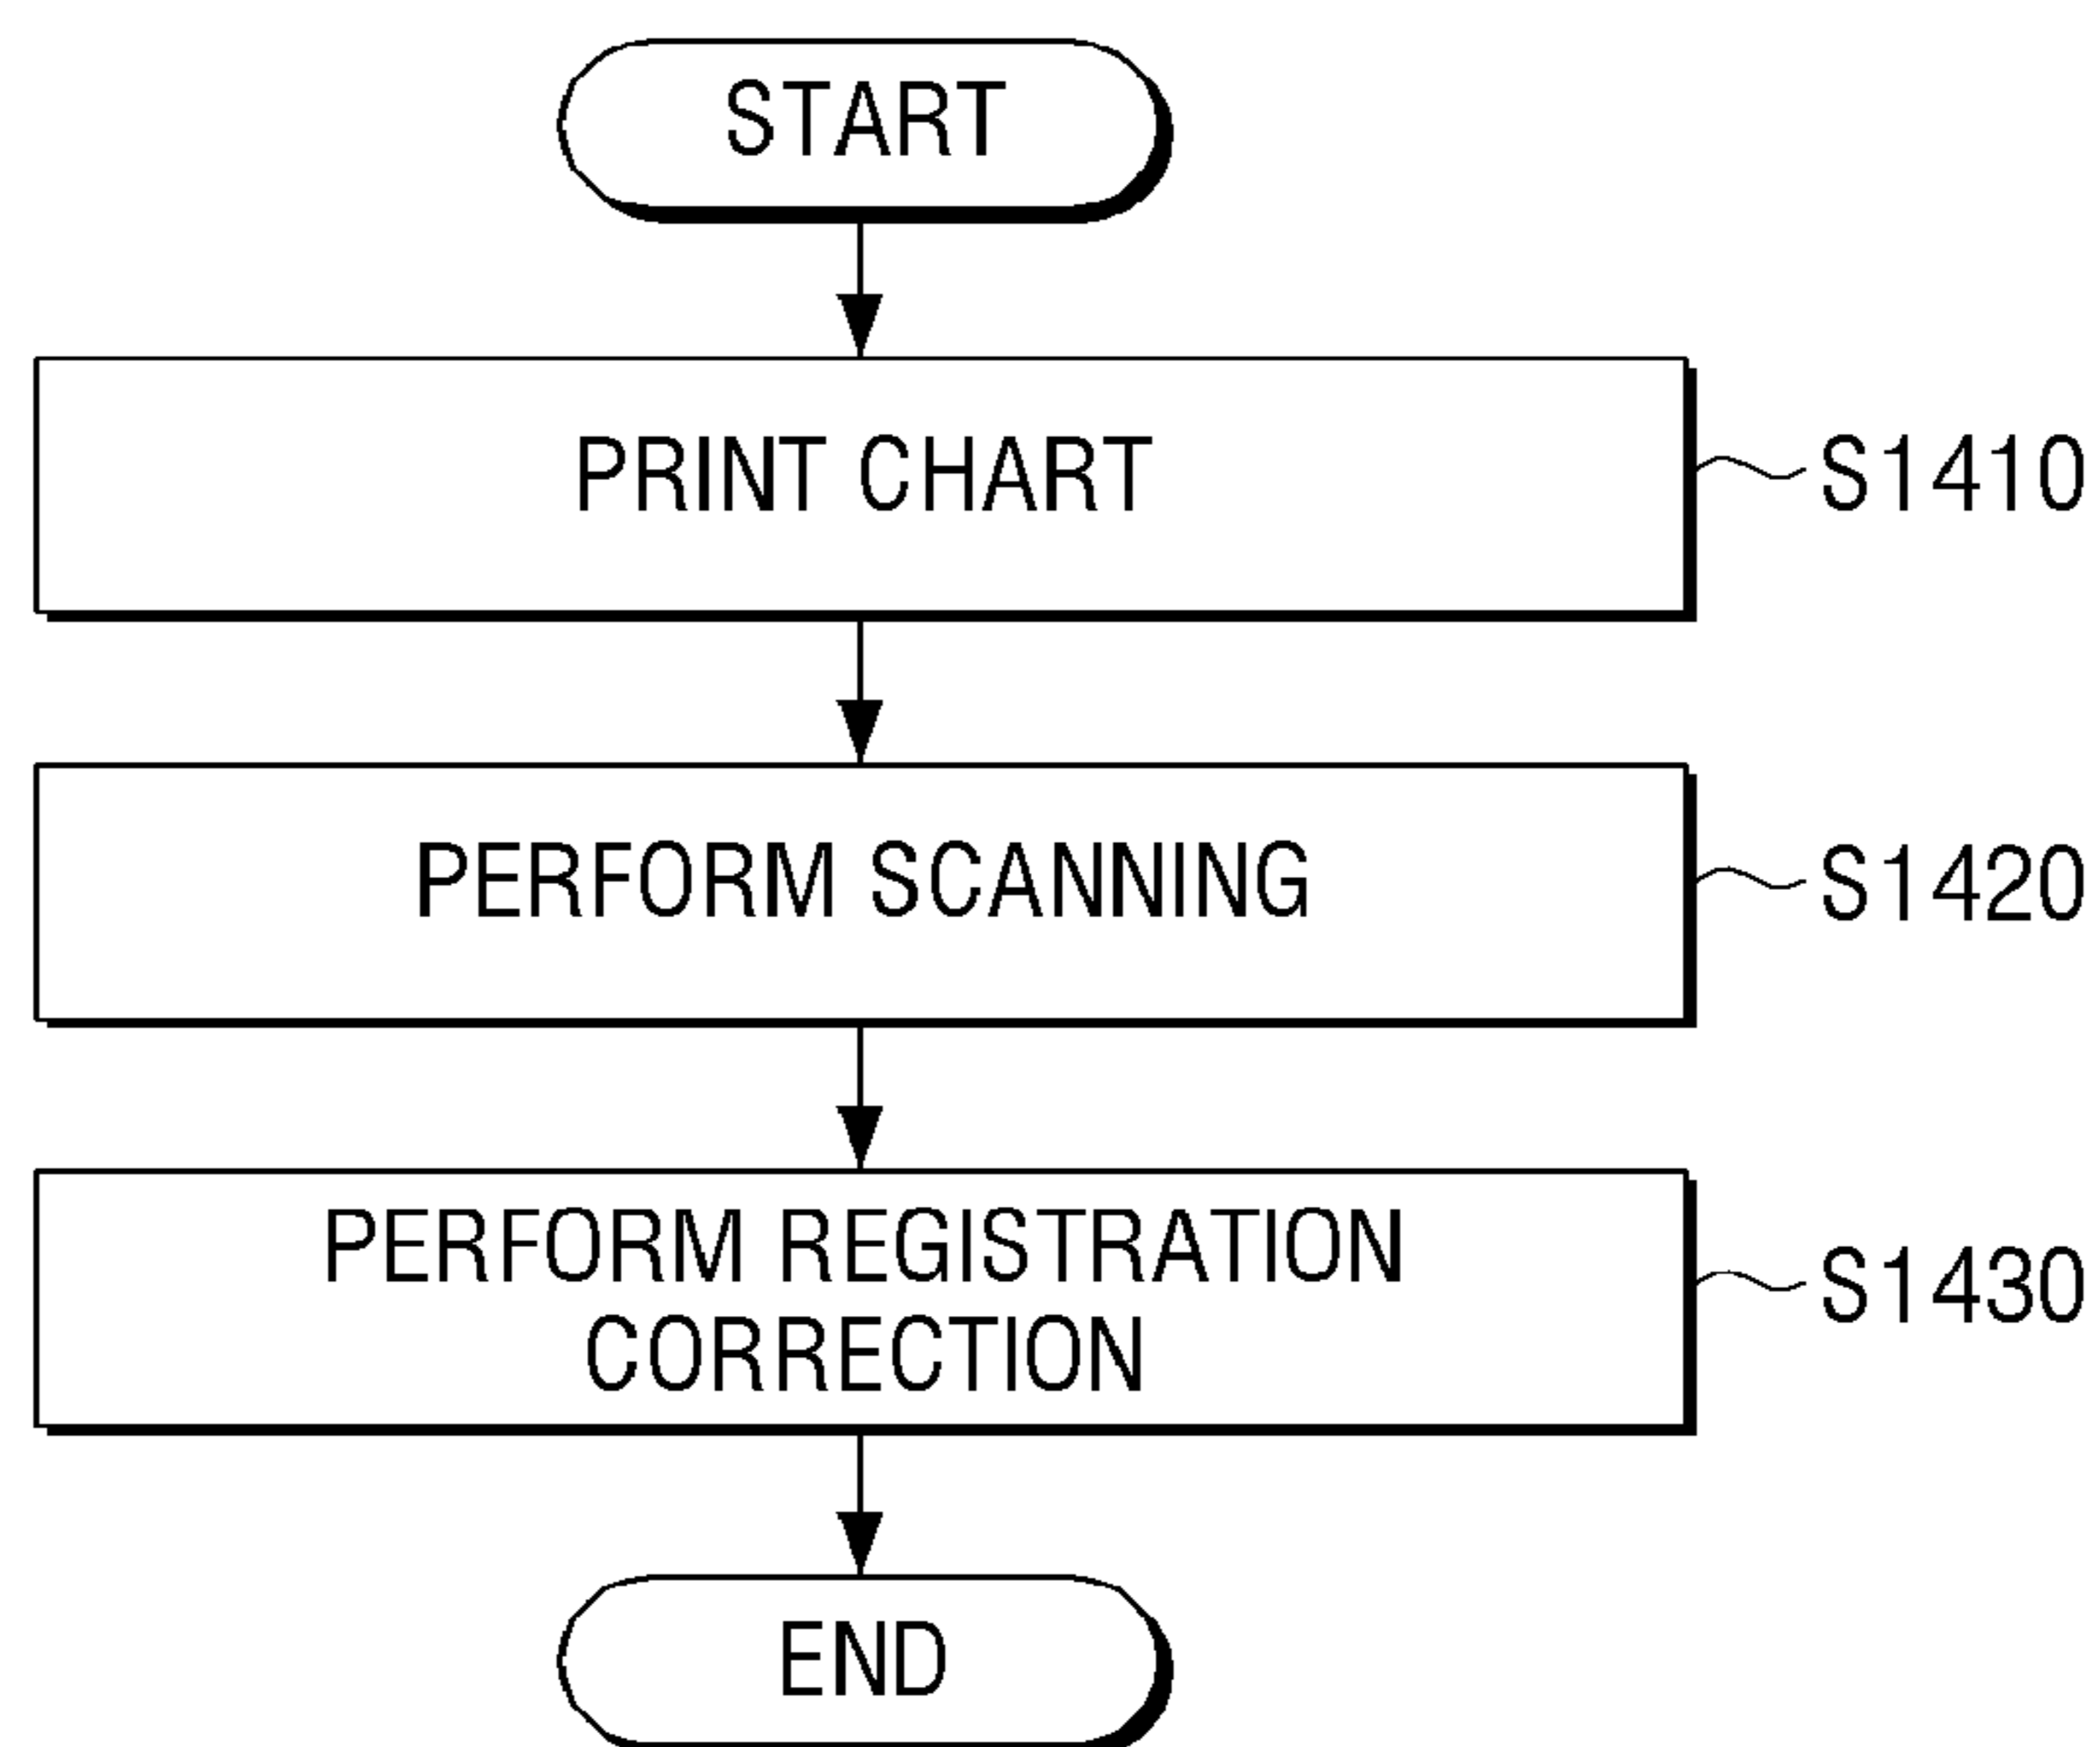 START
PRINT CHART
S1410
PERFORM SCANNING
S1420
PERFORM REGISTRATION
CORRECTION
S1430
END